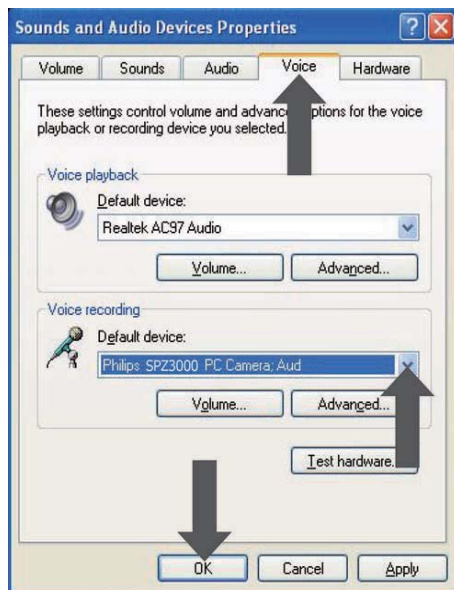 Sounds and Audio Devices Properties
Volume Sounds Audio Voice Hardware
These settings control volume and advanced options for the voice
playback or recording device you selected.
Voice playback
Default device:
Realtek AC97 Audio
Volume... Advanced...
Voice recording
Default device:
Philips SPZ3000 PC Camera; Aud
Volume... Advanced...
Test hardware...
OK Cancel Apply